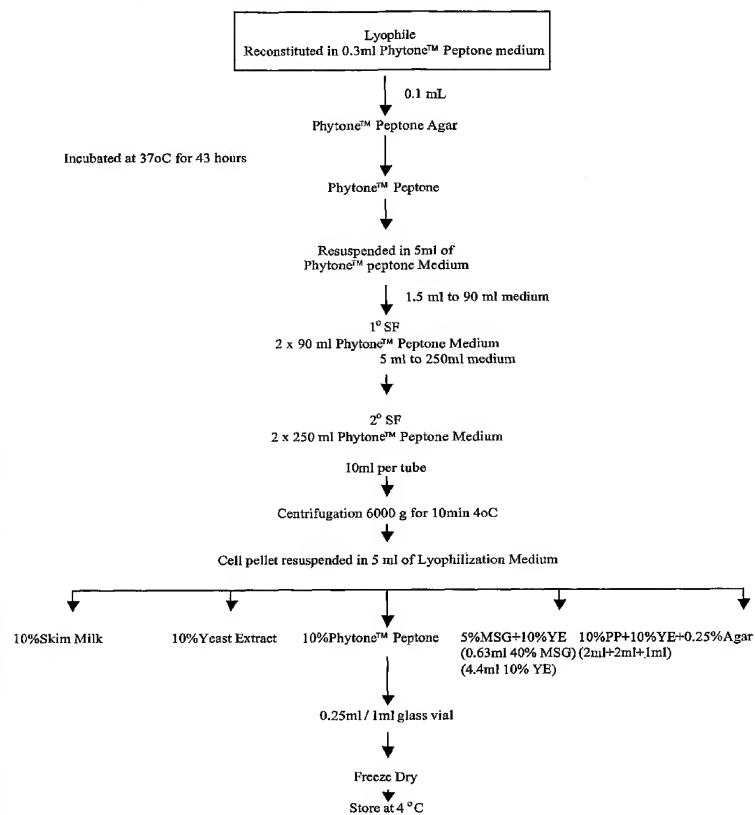 Lyophile
Reconstituted in 0.3ml Phytone™ Peptone medium
0.1 mL
Phytone™ Peptone Agar
Incubated at 37oC for 43 hours
Phytone™ Peptone
Resuspended in 5ml of
Phytone™ peptone Medium
1.5 ml to 90 ml medium
1° SF
2 x 90 ml Phytone™ Peptone Medium
5 ml to 250ml medium
2° SF
2 x 250 ml Phytone™ Peptone Medium
10ml per tube
Centrifugation 6000 g for 10min 4oC
Cell pellet resuspended in 5 ml of Lyophilization Medium
10%Skim Milk 10%Yeast Extract 10%Phytone™ Peptone 5%MSG+10%YE 10%PP+10%YE+0.25%Agar
(0.63ml 40% MSG) (2ml+2ml+1ml)
(4.4ml 10% YE)
0.25ml / 1ml glass vial
Freeze Dry
Store at 4 °C